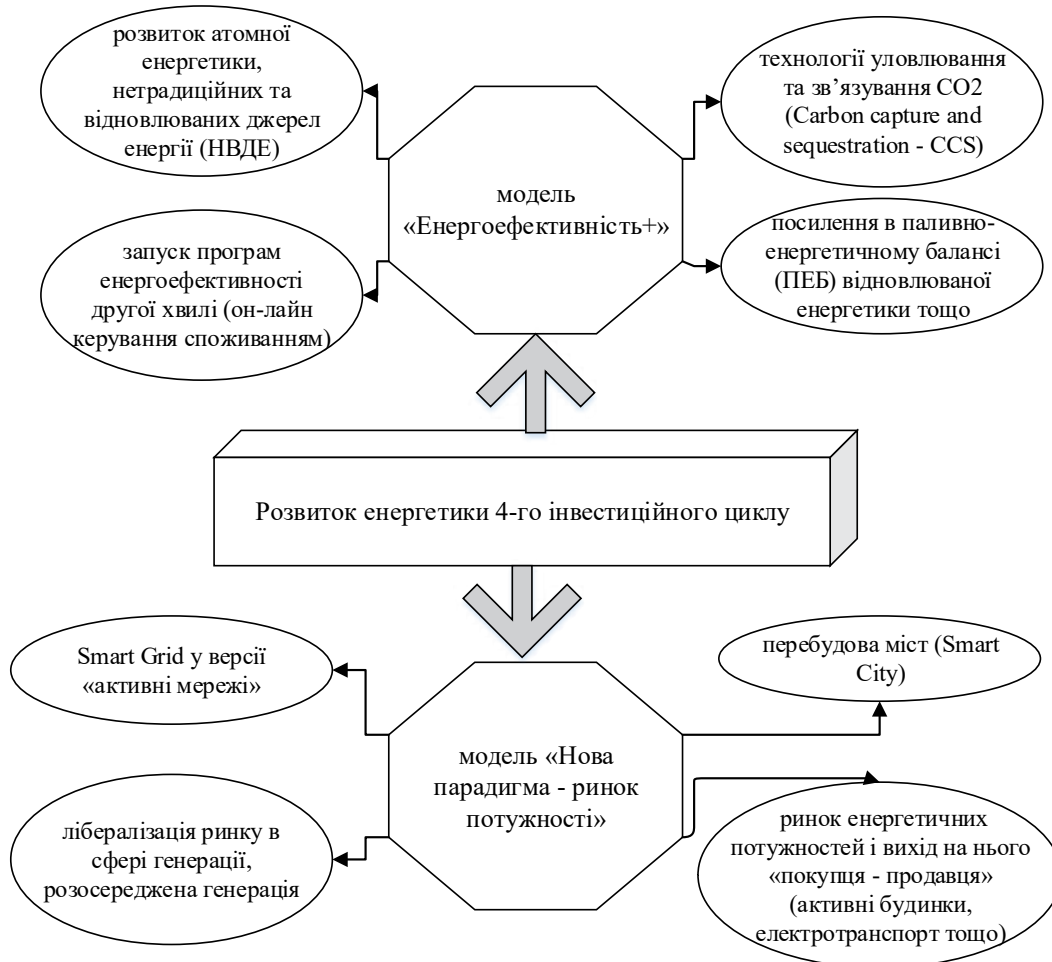 розвиток атомної
енергетики,
нетрадиційних та
відновлюваних джерел
енергії (НВДЕ)
технології уловлювання
та зв’язування CO2
(Carbon capture and
sequestration - CCS)
модель
«Енергоефективність+»
запуск програм
енергоефективності
другої хвилі (он-лайн
керування споживанням)
посилення в паливно-
енергетичному балансі
(ПЕБ) відновлюваної
енергетики тощо
Розвиток енергетики 4-го інвестиційного циклу
Smart Grid у версії
«активні мережі»
перебудова міст (Smart
City)
модель «Нова
парадигма - ринок
потужності»
лібералізація ринку в
сфері генерації,
розосереджена генерація
ринок енергетичних
потужностей і вихід на нього
«покупця - продавця»
(активні будинки,
електротранспорт тощо)